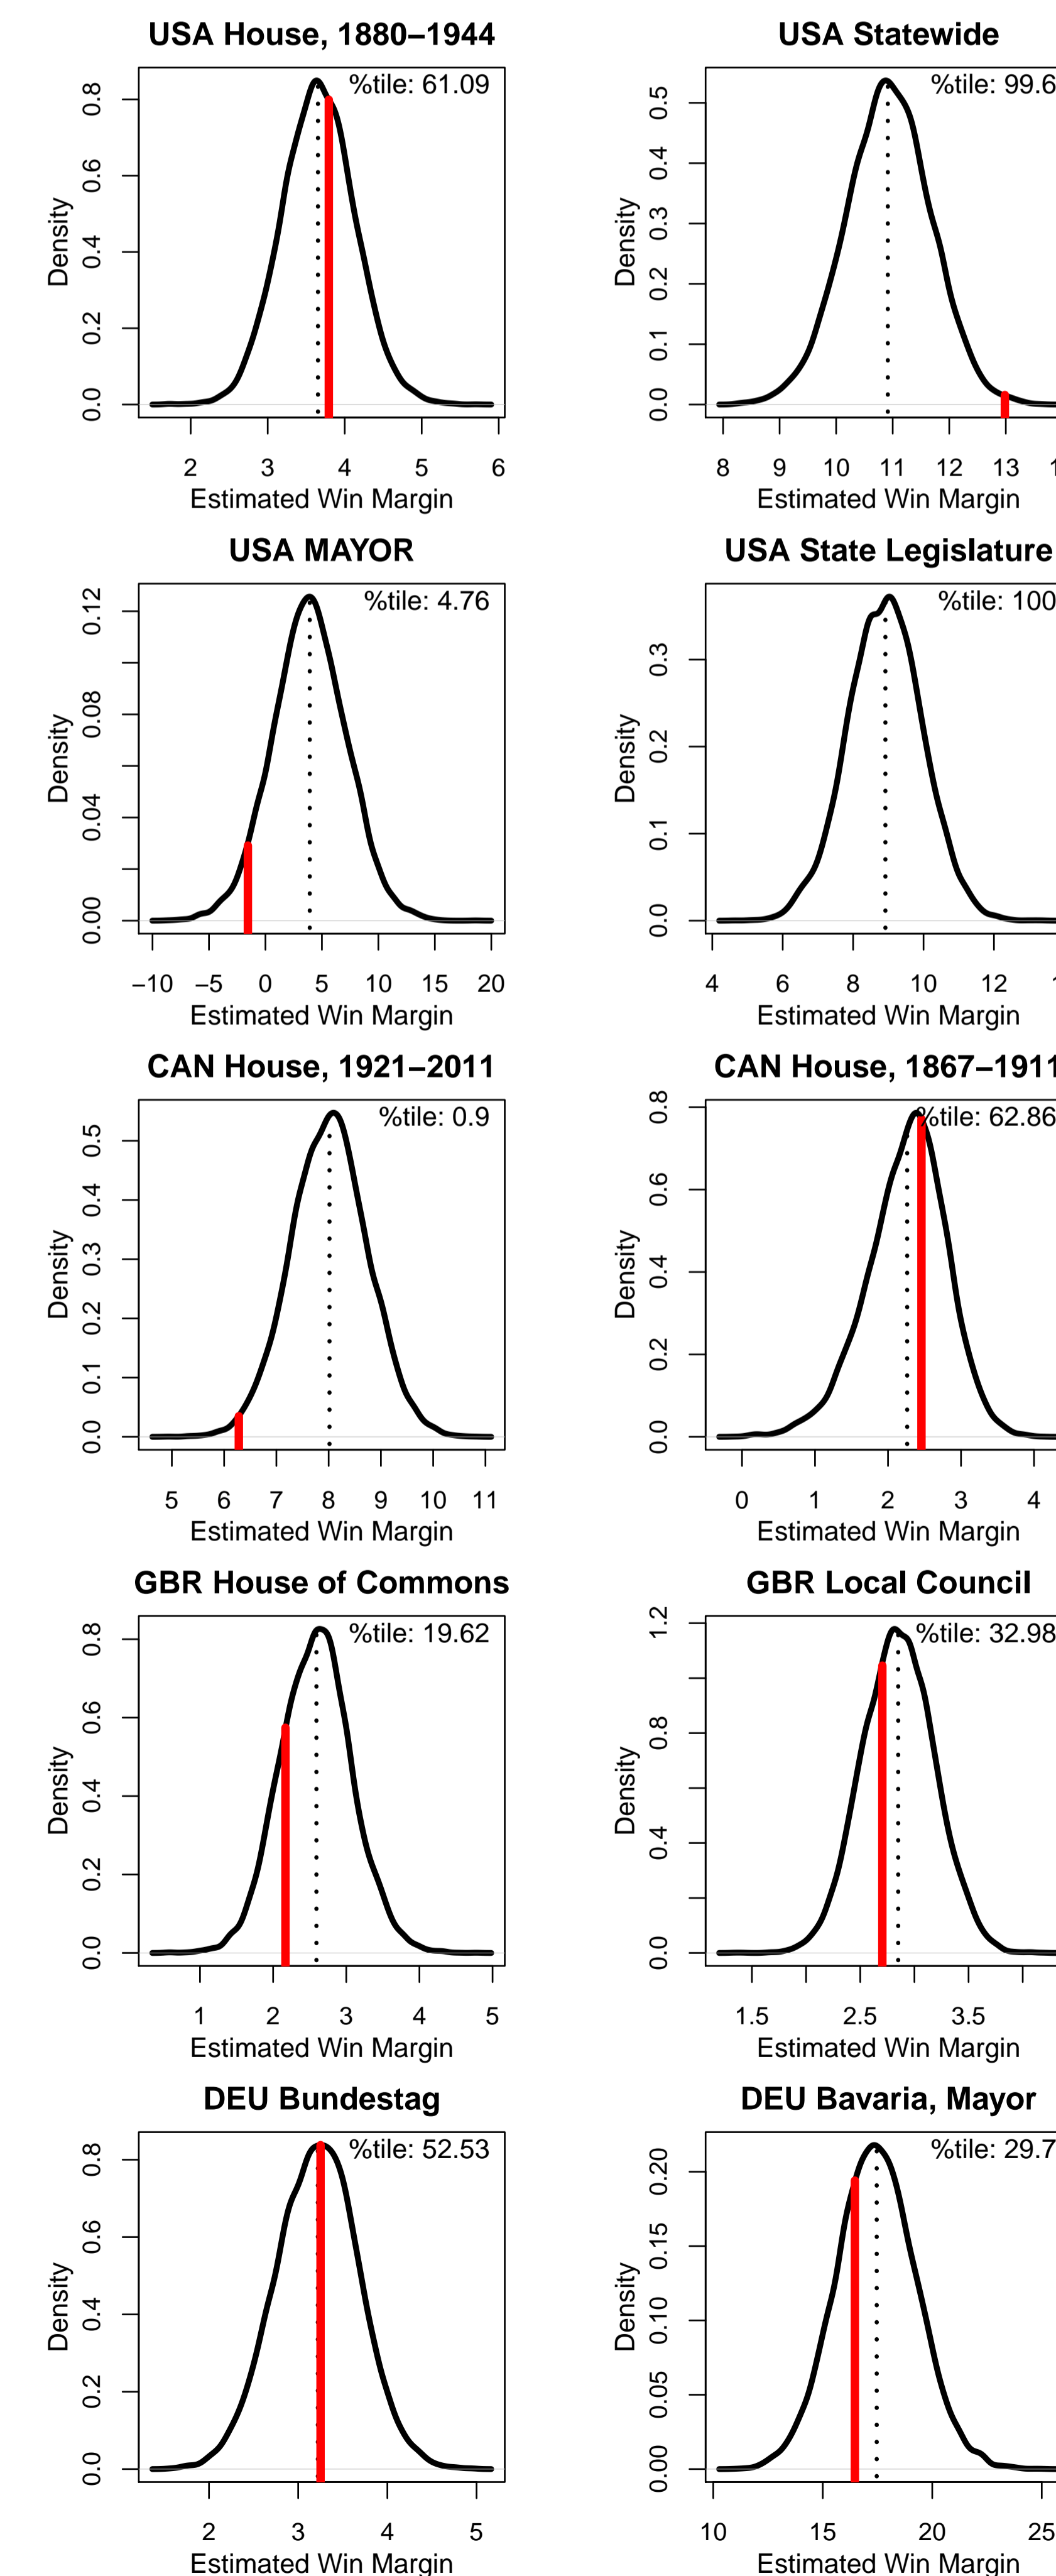 USA House, 1880–1944
%tile: 61.09
Density
0.0 0.2 0.4 0.6 0.8
2 3 4 5 6
Estimated Win Margin
USA Statewide
%tile: 99.6
Density
0.0 0.1 0.2 0.3 0.4 0.5
8 9 10 11 12 13 1
Estimated Win Margin
USA MAYOR
%tile: 4.76
Density
0.00 0.04 0.08 0.12
−10 −5 0 5 10 15 20
Estimated Win Margin
USA State Legislature
%tile: 100
Density
0.0 0.1 0.2 0.3
4 6 8 10 12 1
Estimated Win Margin
CAN House, 1921–2011
%tile: 0.9
Density
0.0 0.1 0.2 0.3 0.4 0.5
5 6 7 8 9 10 11
Estimated Win Margin
CAN House, 1867–1911
%tile: 62.86
Density
0.0 0.2 0.4 0.6 0.8
0 1 2 3 4
Estimated Win Margin
GBR House of Commons
%tile: 19.62
Density
0.0 0.2 0.4 0.6 0.8
1 2 3 4 5
Estimated Win Margin
GBR Local Council
%tile: 32.98
Density
0.0 0.4 0.8 1.2
1.5 2.5 3.5
Estimated Win Margin
DEU Bundestag
%tile: 52.53
Density
0.0 0.2 0.4 0.6 0.8
2 3 4 5
Estimated Win Margin
DEU Bavaria, Mayor
%tile: 29.7
Density
0.00 0.05 0.10 0.15 0.20
10 15 20 25
Estimated Win Margin